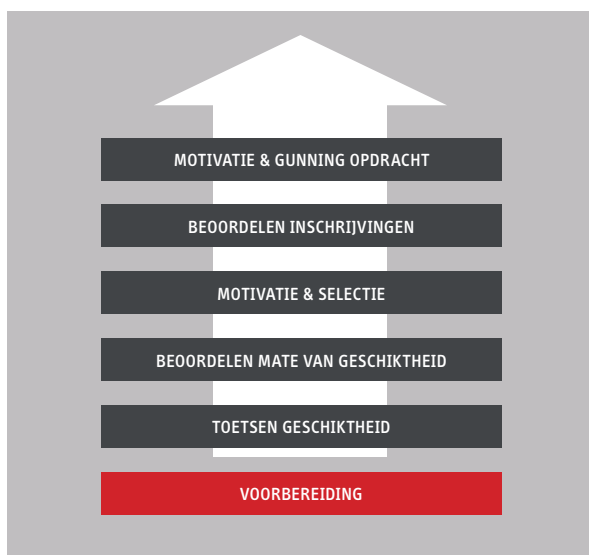 MOTIVATIE & GUNNING OPDRACHT
BEOORDELEN INSCHRIJVINGEN
MOTIVATIE & SELECTIE
BEOORDELEN MATE VAN GESCHIKTHEID
TOETSEN GESCHIKTHEID
VOORBEREIDING